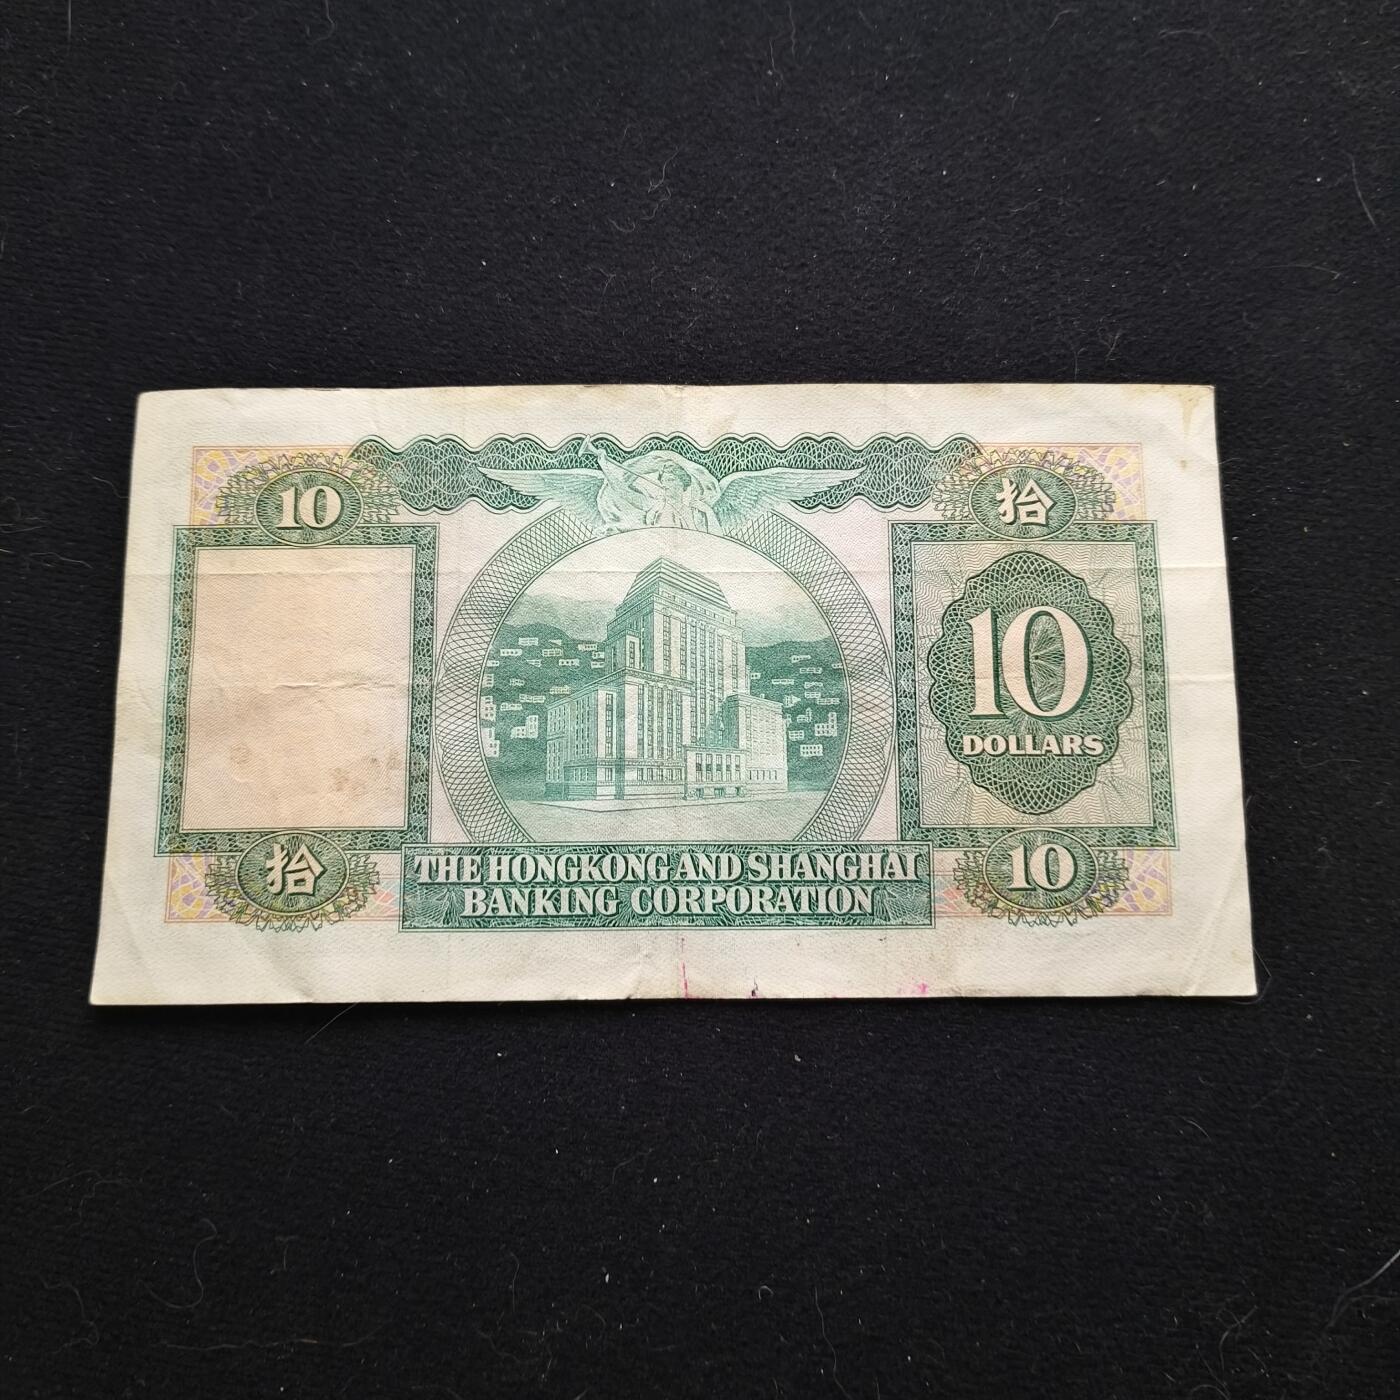 10
拾
10
DOLLARS
拾
THE HONGKONG AND SHANGHAI
BANKING CORPORATION
10